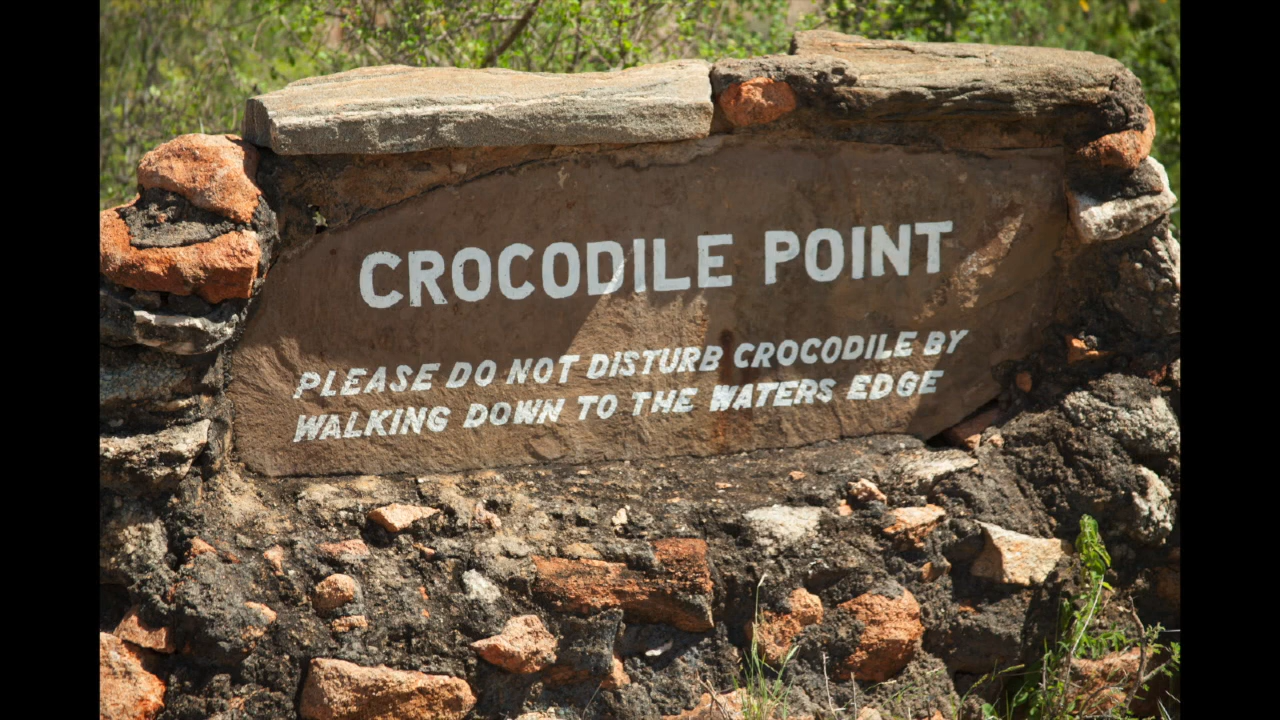 CROCODILE POINT
PLEASE DO NOT DISTURB CROCODILE BY
WALKING DOWN TO THE WATERS EDGE